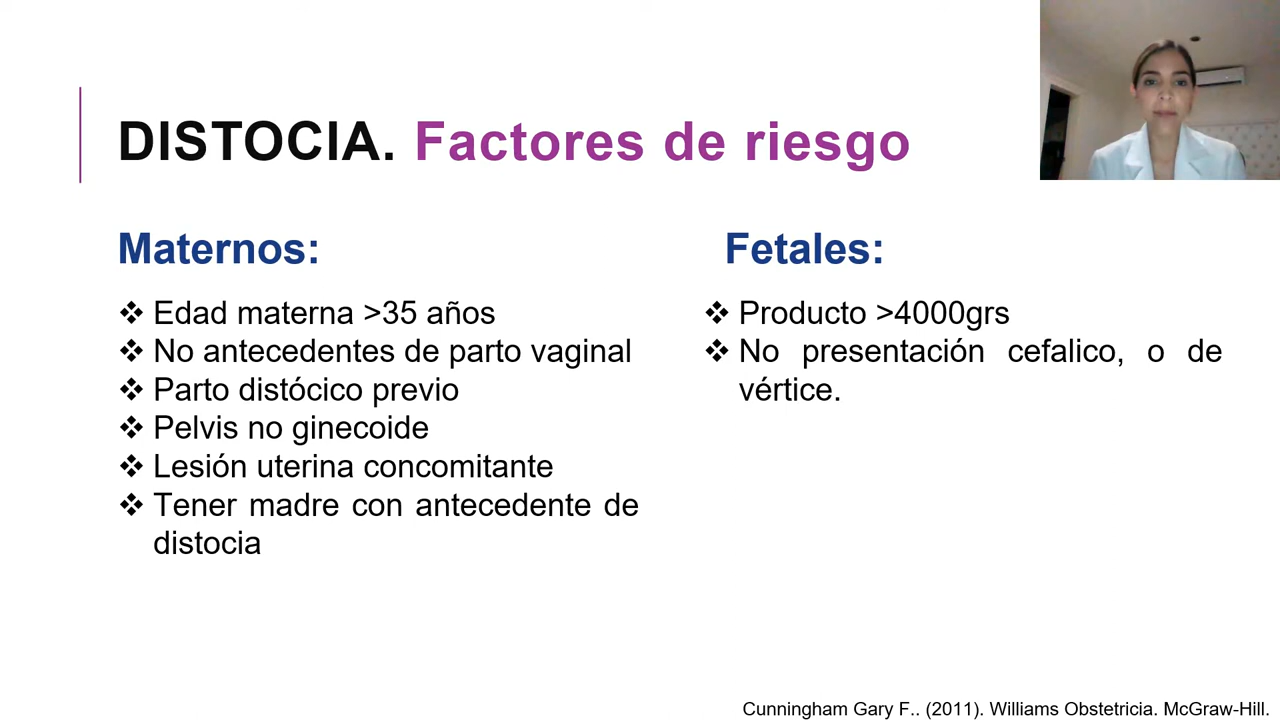 DISTOCIA. Factores de riesgo
Maternos:
❖ Edad materna >35 años
❖ No antecedentes de parto vaginal
❖ Parto distócico previo
❖ Pelvis no ginecoide
❖ Lesión uterina concomitante
❖ Tener madre con antecedente de
distocia
Fetales:
❖ Producto >4000grs
❖ No presentación cefalico, o de
vértice.
Cunningham Gary F.. (2011). Williams Obstetricia. McGraw-Hill.